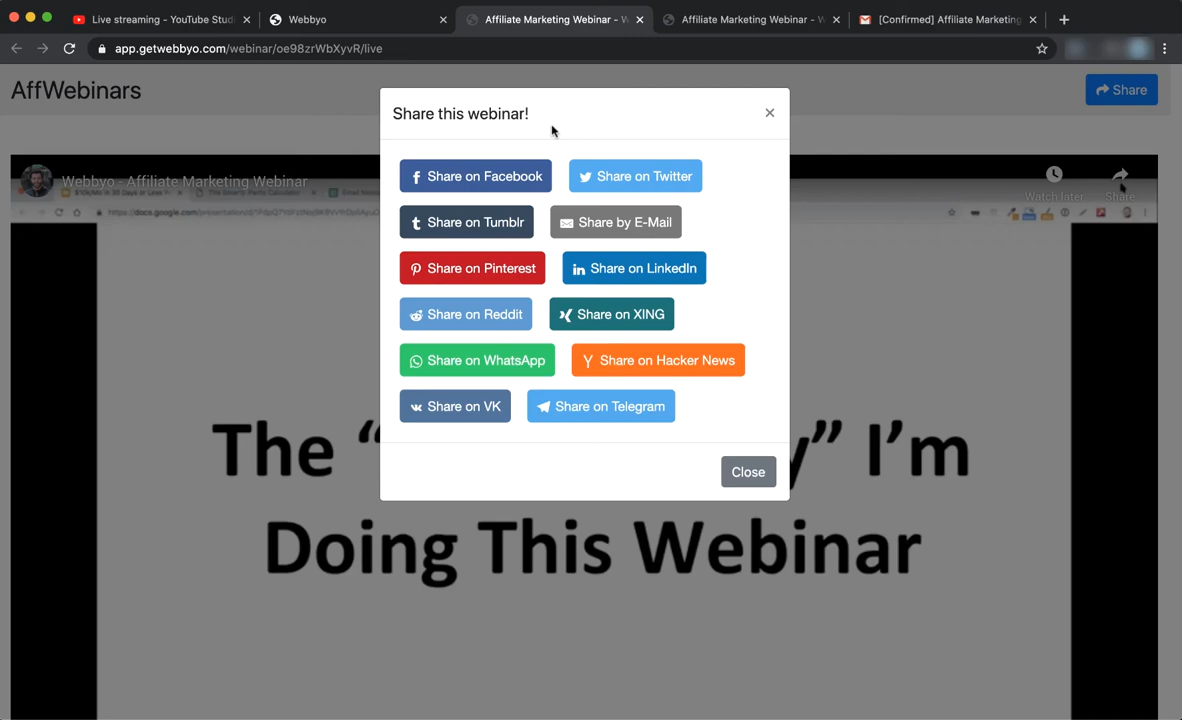 Live streaming - YouTube Studi
Webbyo
Affiliate Marketing Webinar - W
Affiliate Marketing Webinar - W
[Confirmed] Affiliate Marketing
app.getwebbyo.com/webinar/oe98zrWbXyvR/live
AffWebinars
Share
Share this webinar!
Share on Facebook
Share on Twitter
Share on Tumblr
Share by E-Mail
Share on Pinterest
Share on LinkedIn
Share on Reddit
Share on XING
Share on WhatsApp
Share on Hacker News
Share on VK
Share on Telegram
Close
Webbyo - Affiliate Marketing Webinar
Watch later
Share
The “ y” I’m
Doing This Webinar